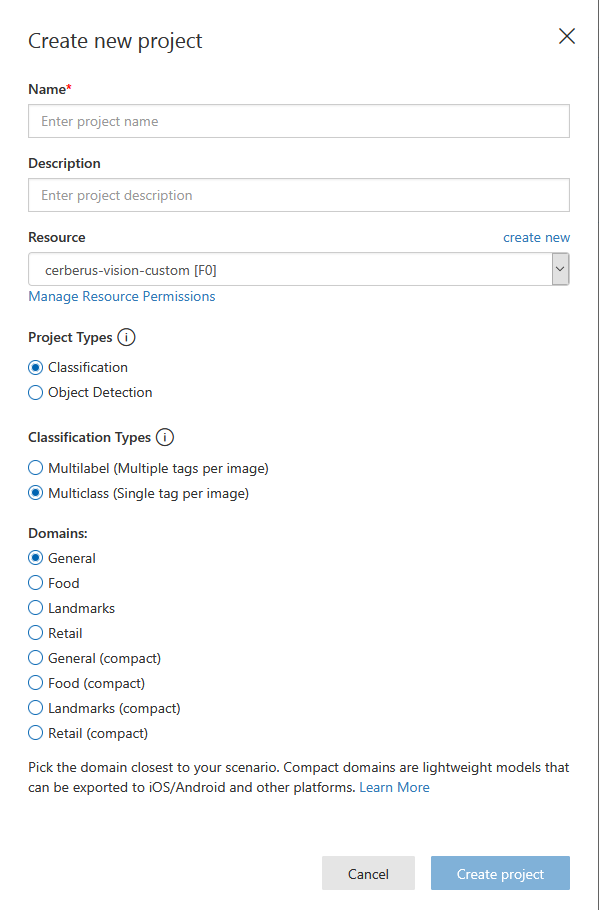 Create new project
Name*
Enter project name
Description
Enter project description
Resource create new
cerberus-vision-custom [F0]
Manage Resource Permissions
Project Types i
Classification
Object Detection
Classification Types i
Multilabel (Multiple tags per image)
Multiclass (Single tag per image)
Domains:
General
Food
Landmarks
Retail
General (compact)
Food (compact)
Landmarks (compact)
Retail (compact)
Pick the domain closest to your scenario. Compact domains are lightweight models that
can be exported to iOS/Android and other platforms. Learn More
Cancel Create project